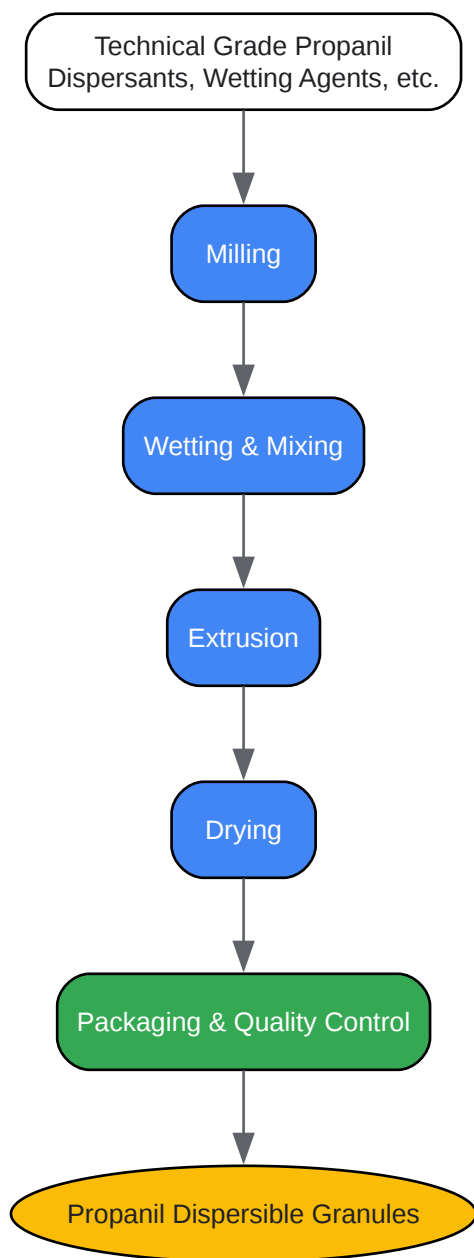 Technical Grade Propanil
Dispersants, Wetting Agents, etc.
Milling
Wetting & Mixing
Extrusion
Drying
Packaging & Quality Control
Propanil Dispersible Granules